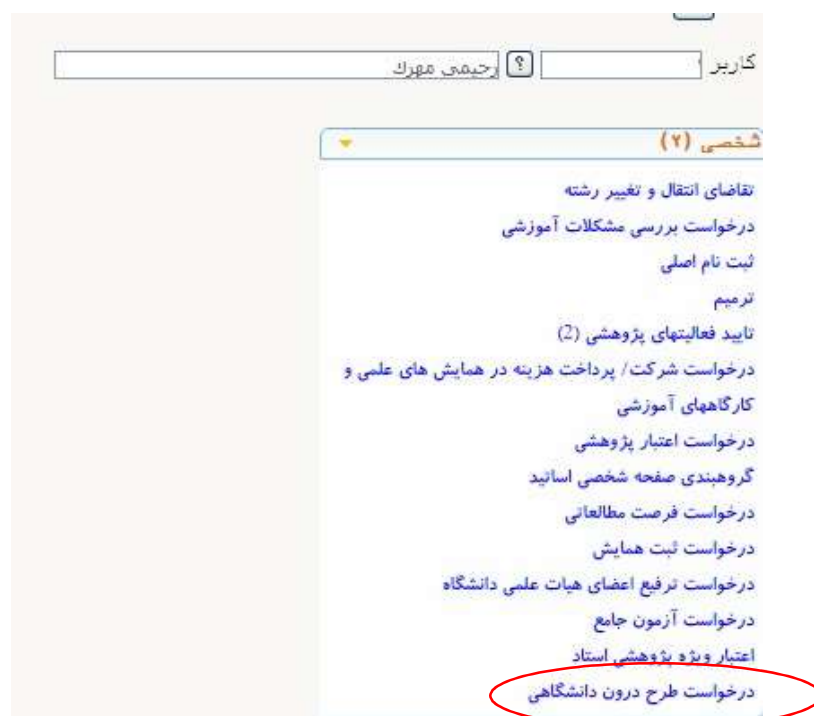 کاربر
؟
رحیمی مهرك
شخصی (۲)
تقاضای انتقال و تغییر رشته
درخواست بررسی مشکلات آموزشی
ثبت نام اصلی
ترمیم
تایید فعالیتهای پژوهشی (2)
درخواست شرکت/ پرداخت هزینه در همایش های علمی و
کارگاههای آموزشی
درخواست اعتبار پژوهشی
گروهبندی صفحه شخصی اساتید
درخواست فرصت مطالعاتی
درخواست ثبت همایش
درخواست ترفیع اعضای هیات علمی دانشگاه
درخواست آزمون جامع
اعتبار ویژه پژوهشی استاد
درخواست طرح درون دانشگاهی